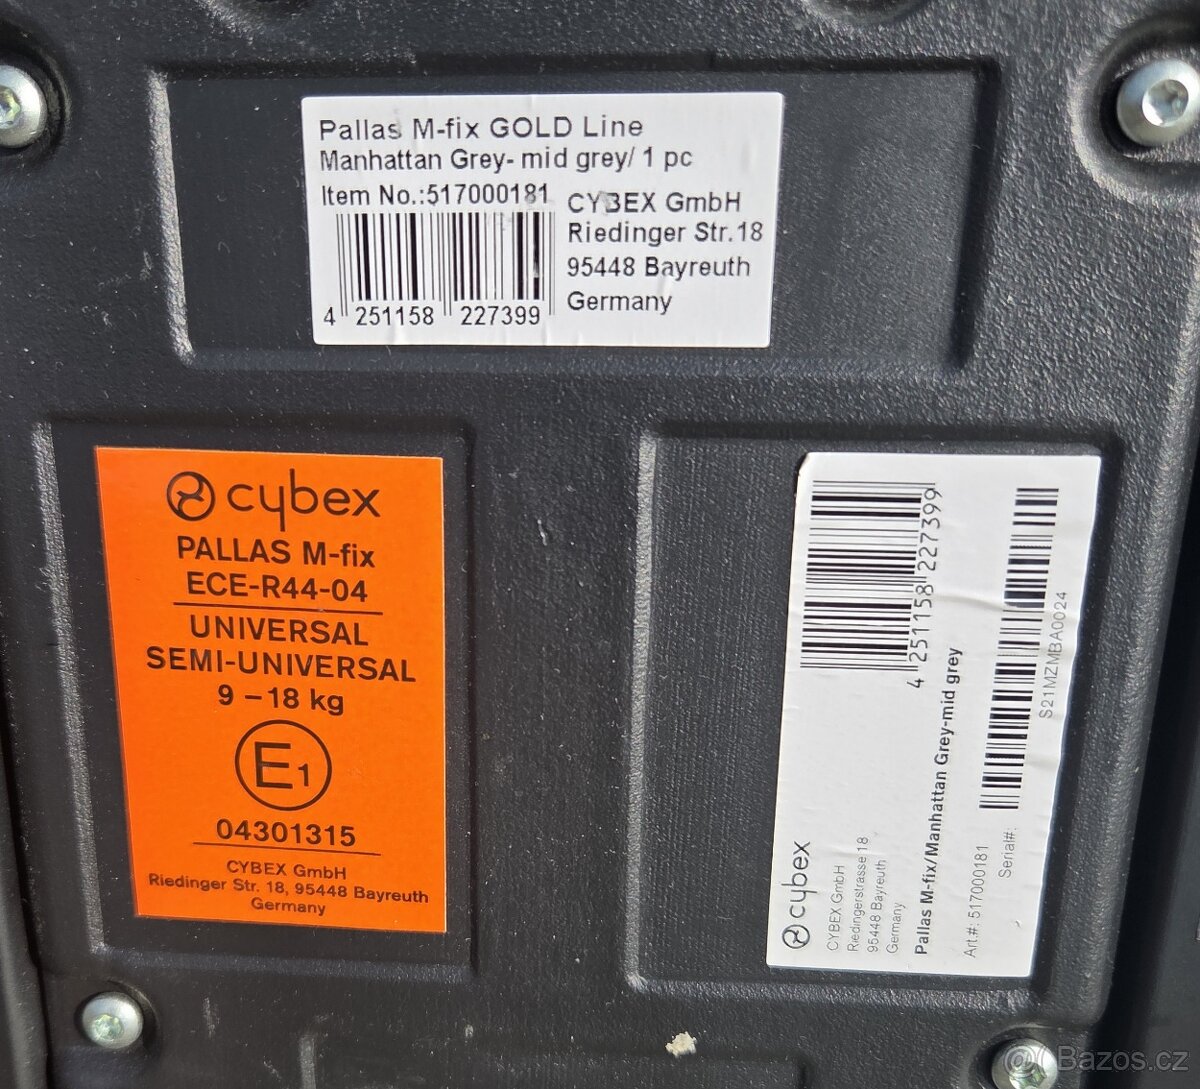 Pallas M-fix GOLD Line
Manhattan Grey- mid grey/ 1 pc
Item No.:517000181
4 251158 227399
CYBEX GmbH
Riedinger Str.18
95448 Bayreuth
Germany
cybex
PALLAS M-fix
ECE-R44-04
UNIVERSAL
SEMI-UNIVERSAL
9 – 18 kg
E1
04301315
CYBEX GmbH
Riedinger Str. 18, 95448 Bayreuth
Germany
cybex
CYBEX GmbH
Riedingerstrasse 18
95448 Bayreuth
Germany
4 251158 227399
Pallas M-fix/Manhattan Grey-mid grey
Art.#: 517000181
Serial#:
S21MZMBA0024
@ Bazos.cz